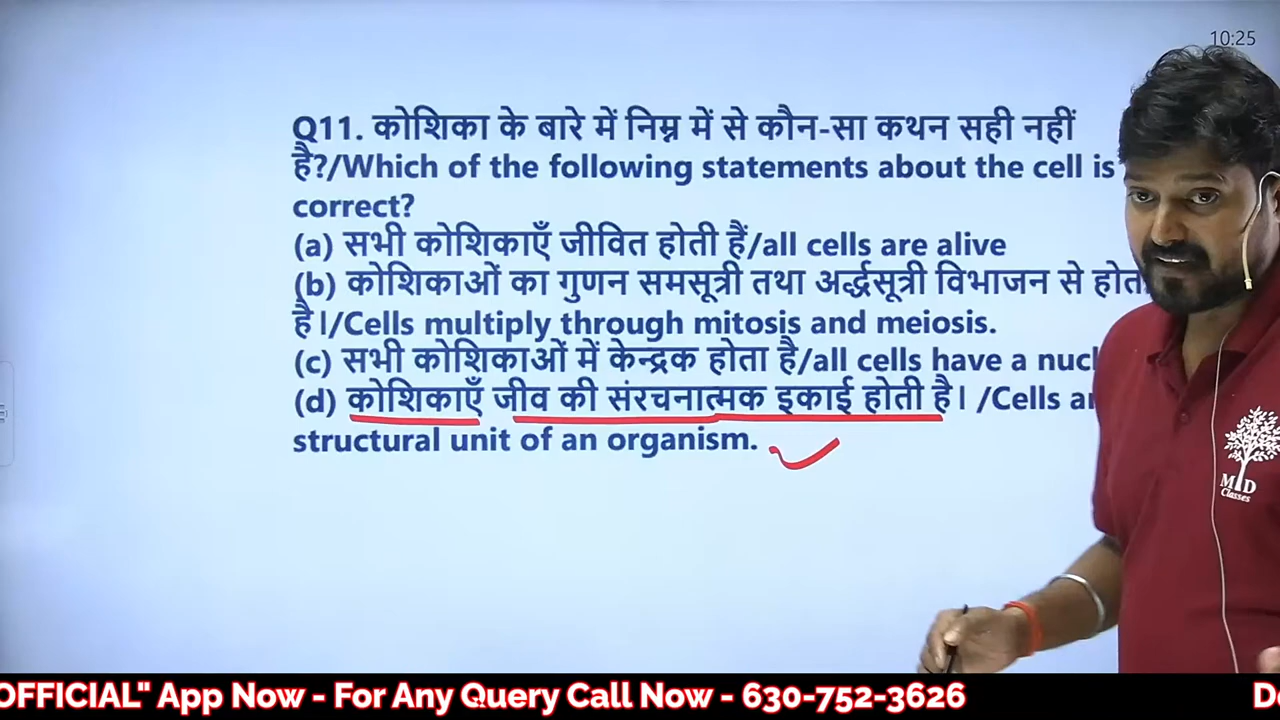 10:25
Q11. कोशिका के बारे में निम्न में से कौन-सा कथन सही नहीं
है?/Which of the following statements about the cell is
correct?
(a) सभी कोशिकाएँ जीवित होती हैं/all cells are alive
(b) कोशिकाओं का गुणन समसूत्री तथा अर्द्धसूत्री विभाजन से
है।/Cells multiply through mitosis and meiosis.
(c) सभी कोशिकाओं में केन्द्रक होता है/all cells have a
(d) कोशिकाएँ जीव की संरचनात्मक इकाई होती है। /Cells
structural unit of an organism.
MD
Classes
OFFICIAL" App Now - For Any Query Call Now - 630-752-3626